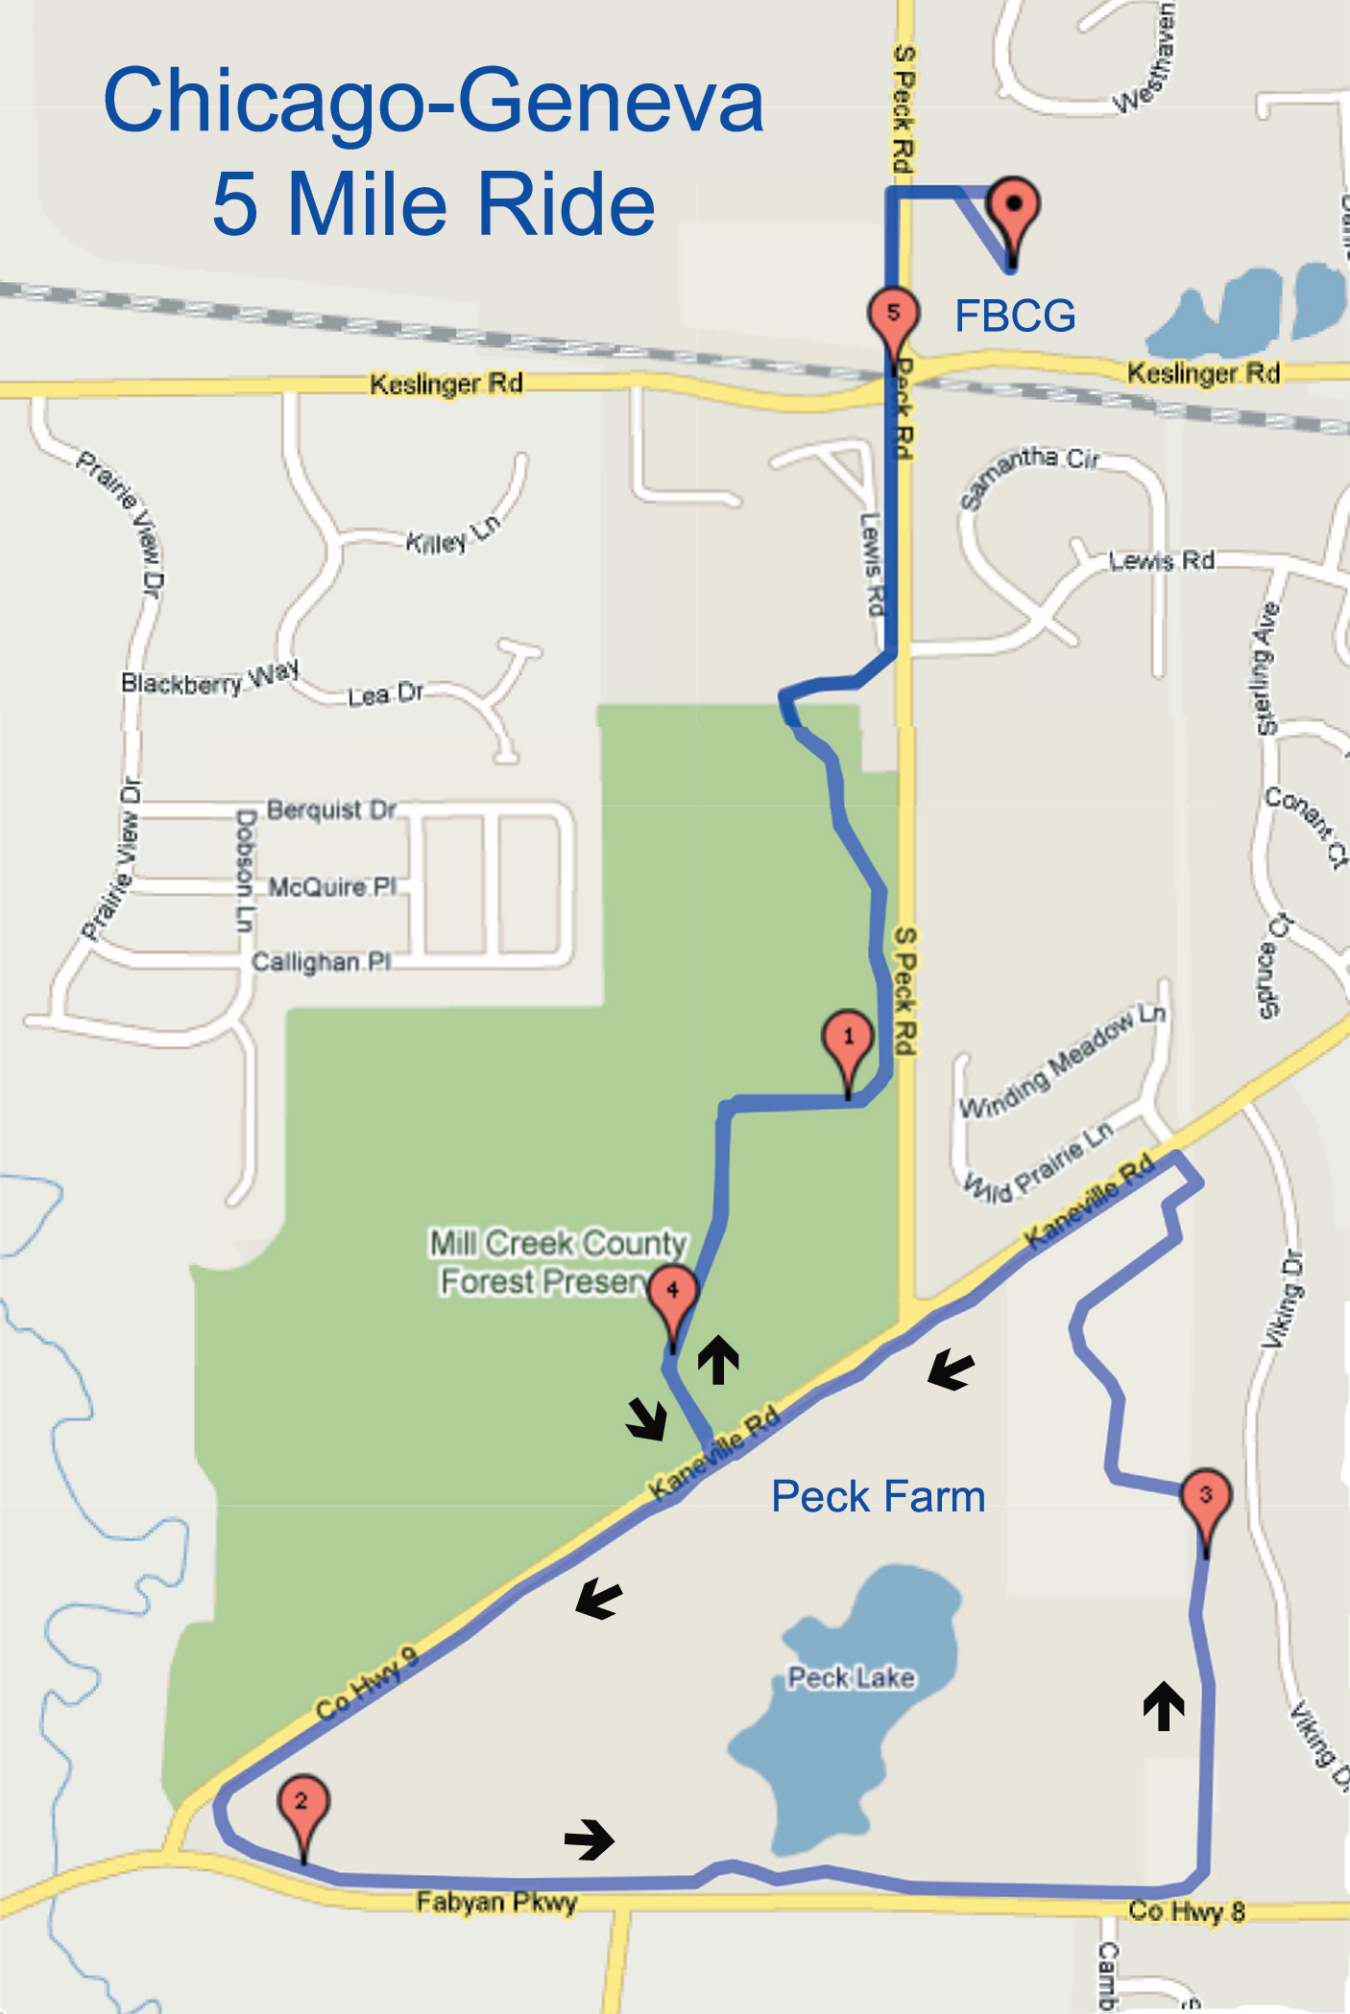 Chicago-Geneva
5 Mile Ride
S Peck Rd
Westhaven
5
FBCG
Keslinger Rd
Keslinger Rd
Peck Rd
Prairie View Dr
Killey Ln
Samantha Cir
Lewis Rd
Lewis Rd
Sterling Ave
Blackberry Way
Lea Dr
Prairie View Dr
Berquist Dr
Dobson Ln
McQuire Pl
Callighan Pl
Conant Ct
Spruce Ct
S Peck Rd
1
Winding Meadow Ln
Wild Prairie Ln
Kaneville Rd
Mill Creek County
Forest Preserv
4
Viking Dr
Kaneville Rd
Peck Farm
3
Co Hwy 9
Peck Lake
Viking D
2
Fabyan Pkwy
Co Hwy 8
Camb